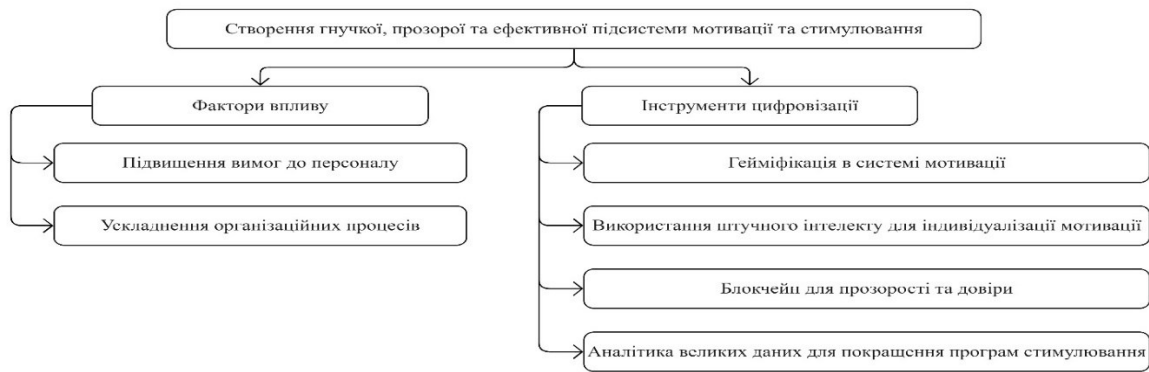 Створення гнучкої, прозорої та ефективної підсистеми мотивації та стимулювання
Фактори впливу
Підвищення вимог до персоналу
Ускладнення організаційних процесів
Інструменти цифровізації
Гейміфікація в системі мотивації
Використання штучного інтелекту для індивідуалізації мотивації
Блокчейн для прозорості та довіри
Аналітика великих даних для покращення програм стимулювання